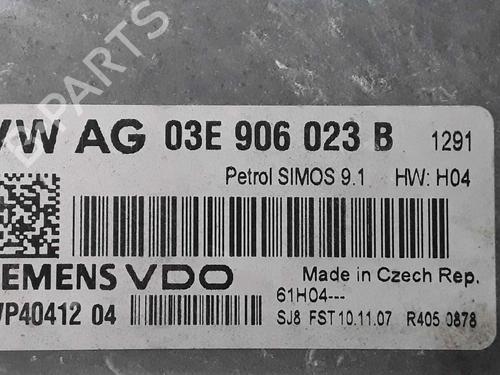 B PARTS
VW AG 03E 906 023 B 1291
Petrol SIMOS 9.1 HW: H04
SIEMENS VDO
Made in Czech Rep.
61H04---
WP40412 04
SJ8 FST 10.11.07 R405 0878